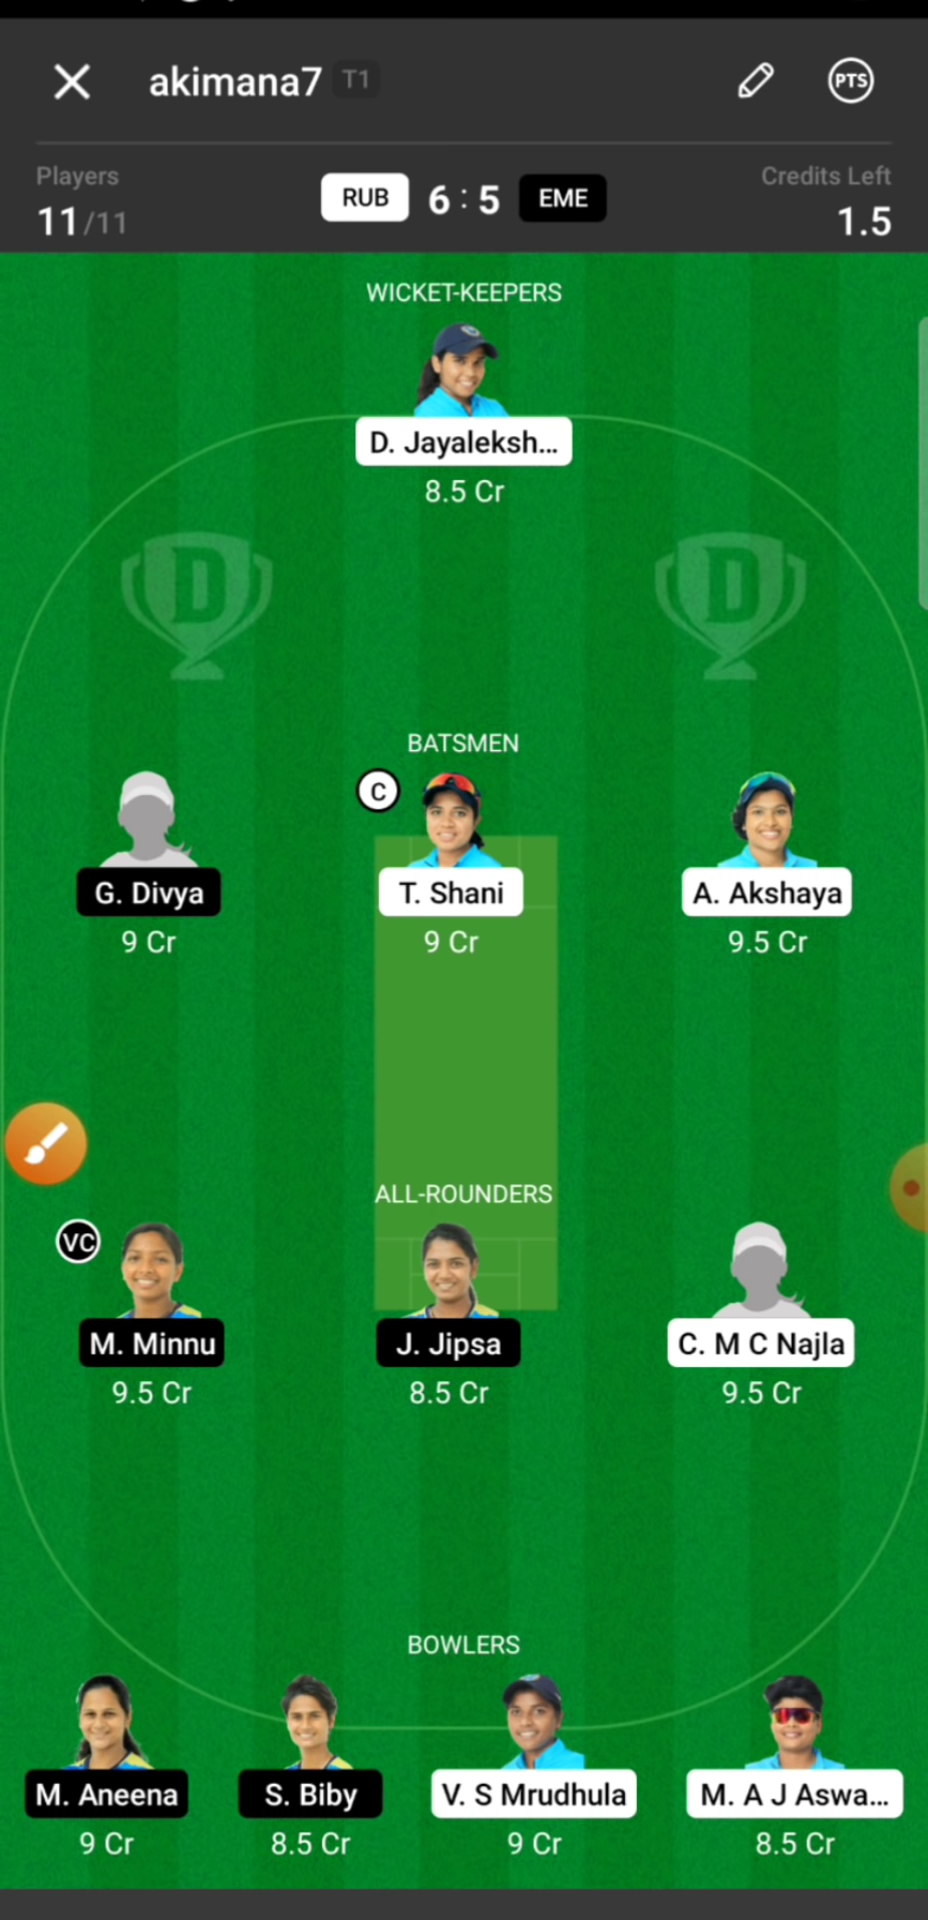 akimana7 T1
PTS
Players
Credits Left
11/11
RUB 6 : 5 EME
1.5
WICKET-KEEPERS
D. Jayaleksh...
8.5 Cr
D
D
BATSMEN
C
G. Divya
T. Shani
A. Akshaya
9 Cr
9 Cr
9.5 Cr
ALL-ROUNDERS
VC
M. Minnu
J. Jipsa
C. M C Najla
9.5 Cr
8.5 Cr
9.5 Cr
BOWLERS
M. Aneena
S. Biby
V. S Mrudhula
M. A J Aswa...
9 Cr
8.5 Cr
9 Cr
8.5 Cr